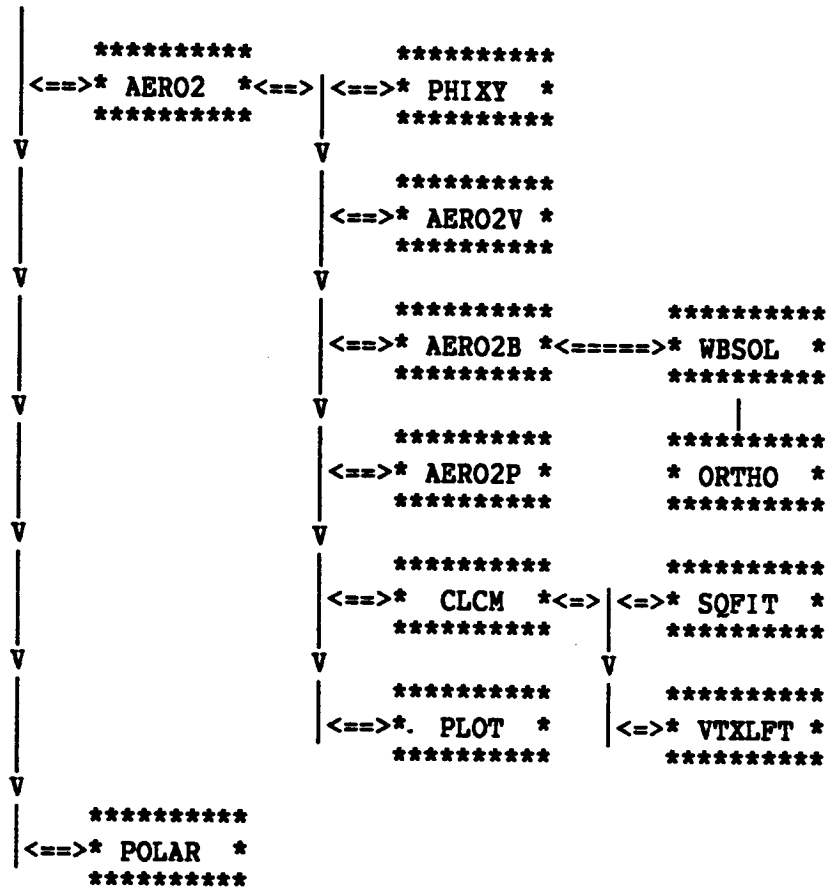 **********          **********
<==>* AERO2  *<==> <==>* PHIXY  *
**********          **********
V          V
**********
<==>* AERO2V *
**********
V          V
**********          **********
<==>* AERO2B *<=====>* WBSOL  *
**********          **********
V          V
**********          **********
<==>* AERO2P *     * ORTHO  *
**********          **********
V          V
**********          **********
<==>*  CLCM  *<=> <=>* SQFIT  *
**********          **********
V          V          V
**********          **********
<==>*. PLOT  * <=>* VTXLFT *
**********          **********
V
**********
<==>* POLAR  *
**********